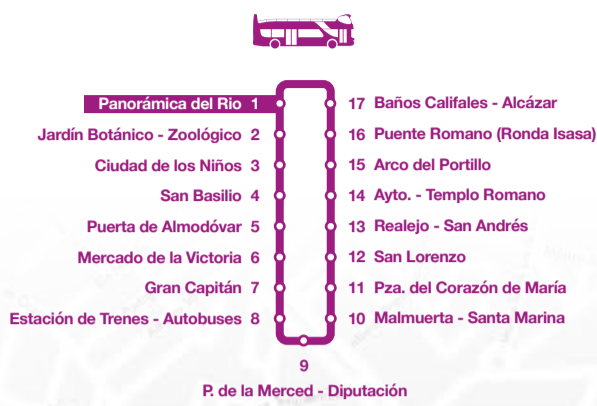 Panorámica del Rio 1
Jardín Botánico - Zoológico 2
Ciudad de los Niños 3
San Basilio 4
Puerta de Almodóvar 5
Mercado de la Victoria 6
Gran Capitán 7
Estación de Trenes - Autobuses 8
9
P. de la Merced - Diputación
17 Baños Califales - Alcázar
16 Puente Romano (Ronda Isasa)
15 Arco del Portillo
14 Ayto. - Templo Romano
13 Realejo - San Andrés
12 San Lorenzo
11 Pza. del Corazón de María
10 Malmuerta - Santa Marina